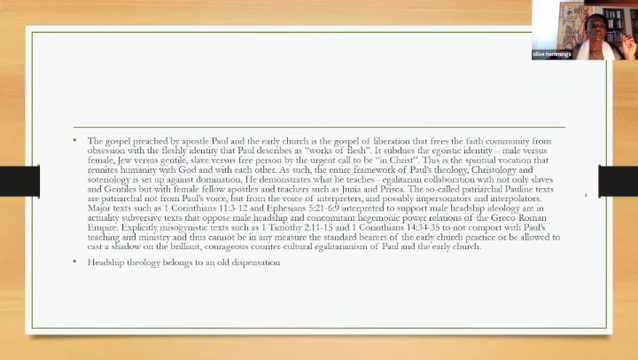 olive hemmings
The gospel preached by apostle Paul and the early church is the gospel of liberation that frees the faith community from
obsession with the fleshly identity that Paul describes as "works of flesh". It subdues the egoistic identity – male versus
female, Jew versus gentile, slave versus free person by the urgent call to be "in Christ". This is the spiritual vocation that
reunites humanity with God and with each other. As such, the entire framework of Paul's theology, Christology and
soteriology is set up against domination. He demonstrates what he teaches - egalitarian collaboration with not only slaves
and Gentiles but with female fellow apostles and teachers such as Junia and Prisca. The so-called patriarchal Pauline texts
are patriarchal not from Paul's voice, but from the voice of interpreters, and possibly impersonators and interpolators.
Major texts such as 1 Corinthians 11:3-12 and Ephesians 5:21-6:9 interpreted to support male headship ideology are in
actuality subversive texts that oppose male headship and concomitant hegemonic power relations of the Greco-Roman
Empire. Explicitly misogynistic texts such as 1 Timothy 2:11-15 and 1 Corinthians 14:34-35 to not comport with Paul's
teaching and ministry and thus cannot be in any measure the standard bearers of the early church practice or be allowed to
cast a shadow on the brilliant, courageous counter-cultural egalitarianism of Paul and the early church.
Headship theology belongs to an old dispensation